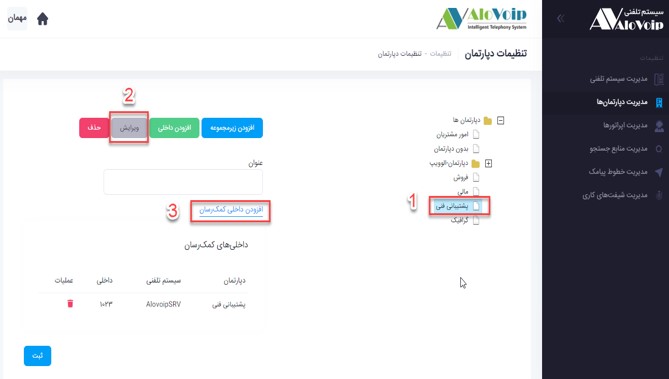 سیستم تلفنی
AloVoip
تنظیمات
مدیریت سیستم تلفنی
مدیریت دپارتمان‌ها
مدیریت اپراتورها
مدیریت منابع جستجو
مدیریت خطوط پیامک
مدیریت شیفت‌های کاری
AloVoip
Intelligent Telephony System
مهمان
تنظیمات دپارتمان
تنظیمات - تنظیمات دپارتمان
دپارتمان ها
امور مشتریان
بدون دپارتمان
دپارتمان-الوویپ
فروش
مالی
1
پشتیبانی فنی
گرافیک
2
افزودن زیرمجموعه
افزودن داخلی
ویرایش
حذف
عنوان
3
افزودن داخلی کمک‌رسان
داخلی‌های کمک‌رسان
دپارتمان سیستم تلفنی داخلی عملیات
پشتیبانی فنی AlovoipSRV ۱۰۲۳
ثبت